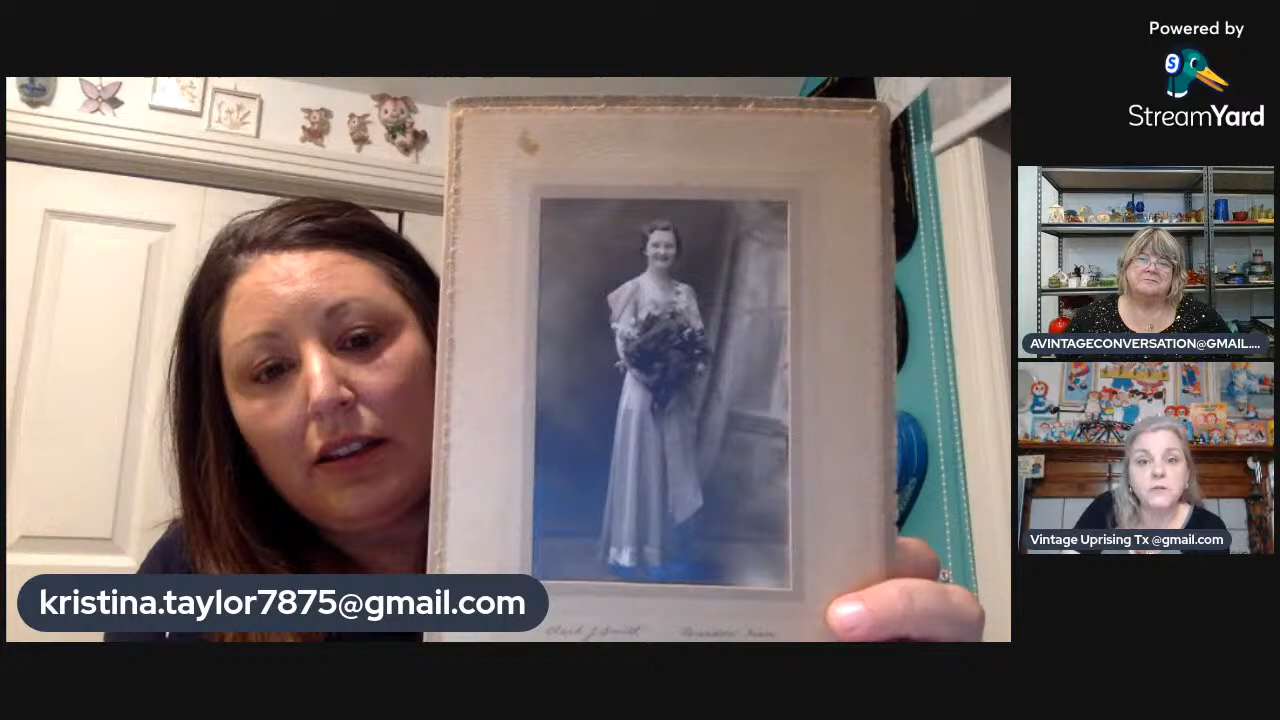 Powered by
StreamYard
AVINTAGECONVERSATION@GMAIL....
Vintage Uprising Tx @gmail.com
kristina.taylor7875@gmail.com